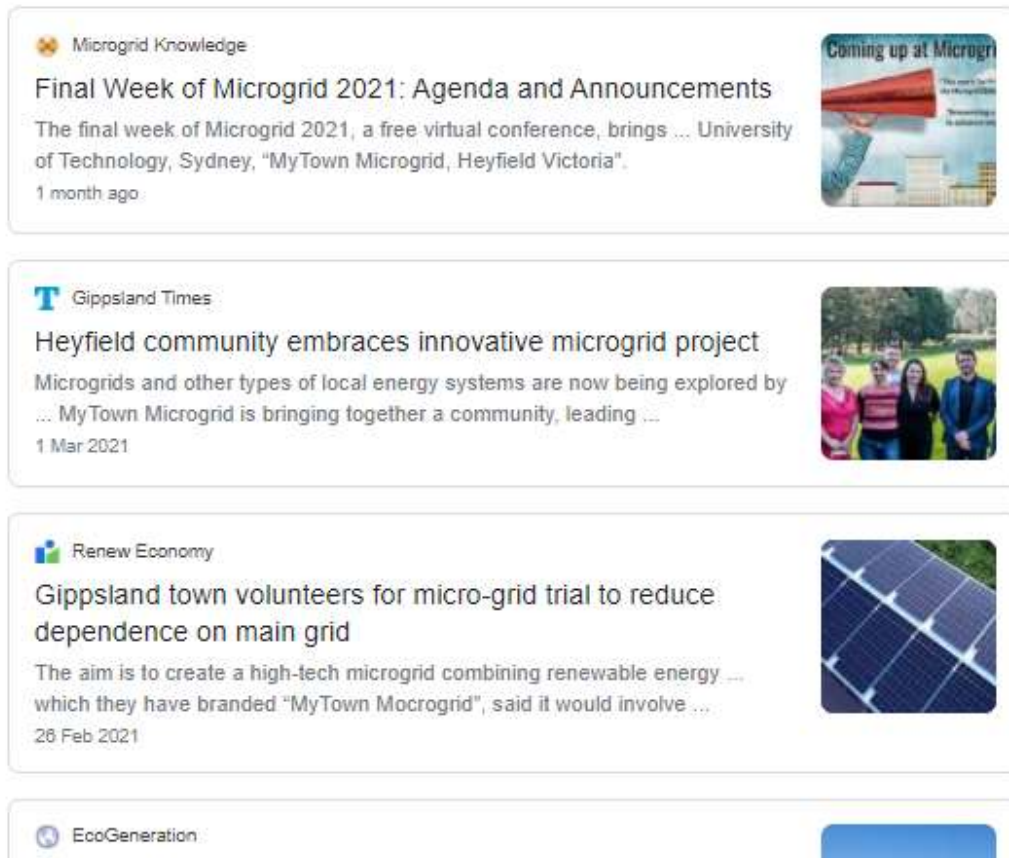 Microgrid Knowledge
Final Week of Microgrid 2021: Agenda and Announcements
The final week of Microgrid 2021, a free virtual conference, brings ... University
of Technology, Sydney, “MyTown Microgrid, Heyfield Victoria”.
1 month ago
Coming up at Microgri
Gippsland Times
Heyfield community embraces innovative microgrid project
Microgrids and other types of local energy systems are now being explored by
... MyTown Microgrid is bringing together a community, leading ...
1 Mar 2021
Renew Economy
Gippsland town volunteers for micro-grid trial to reduce
dependence on main grid
The aim is to create a high-tech microgrid combining renewable energy ...
which they have branded “MyTown Mocrogrid”, said it would involve ...
26 Feb 2021
EcoGeneration